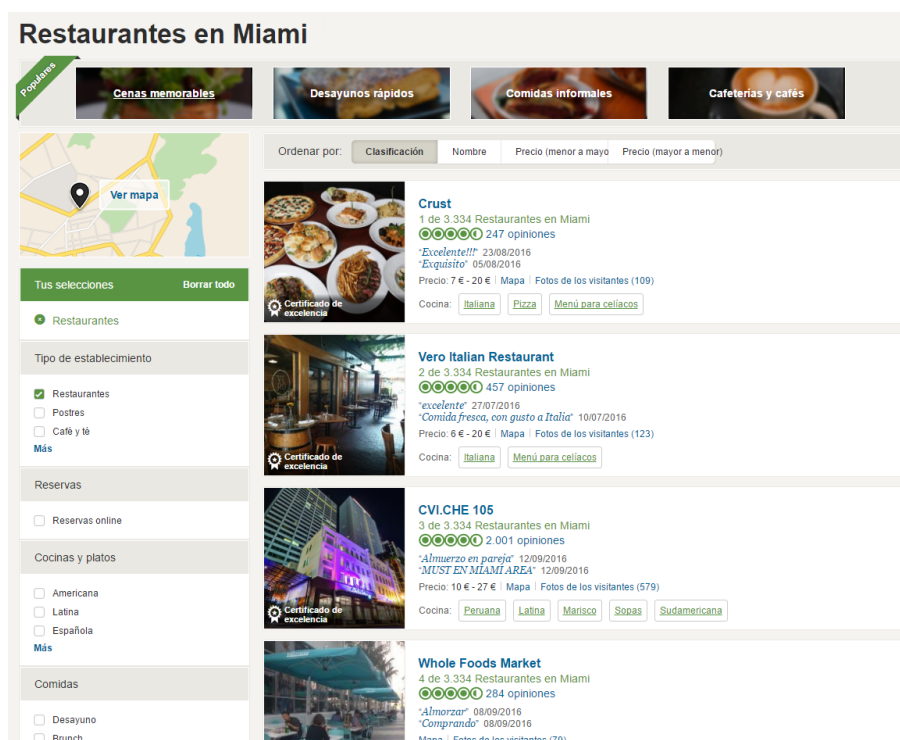 Restaurantes en Miami
Populares
Cenas memorables
Desayunos rápidos
Comidas informales
Cafeterías y cafés
Ver mapa
Tus selecciones Borrar todo
Restaurantes
Tipo de establecimiento
Restaurantes
Postres
Café y té
Más
Reservas
Reservas online
Cocinas y platos
Americana
Latina
Española
Más
Comidas
Desayuno
Brunch
Ordenar por: Clasificación Nombre Precio (menor a mayo Precio (mayor a menor)
Crust
1 de 3.334 Restaurantes en Miami
247 opiniones
"Excelente!!!" 23/08/2016
"Exquisito" 05/08/2016
Precio: 7 € - 20 € | Mapa | Fotos de los visitantes (109)
Cocina: Italiana Pizza Menú para celíacos
Certificado de
excelencia
Vero Italian Restaurant
2 de 3.334 Restaurantes en Miami
457 opiniones
"excelente" 27/07/2016
"Comida fresca, con gusto a Italia" 10/07/2016
Precio: 6 € - 20 € | Mapa | Fotos de los visitantes (123)
Cocina: Italiana Menú para celíacos
Certificado de
excelencia
CVI.CHE 105
3 de 3.334 Restaurantes en Miami
2.001 opiniones
"Almuerzo en pareja" 12/09/2016
"MUST EN MIAMI AREA" 12/09/2016
Precio: 10 € - 27 € | Mapa | Fotos de los visitantes (579)
Cocina: Peruana Latina Marisco Sopas Sudamericana
Certificado de
excelencia
Whole Foods Market
4 de 3.334 Restaurantes en Miami
284 opiniones
"Almorzar" 08/09/2016
"Comprando" 08/09/2016
Mapa | Fotos de los visitantes (79)